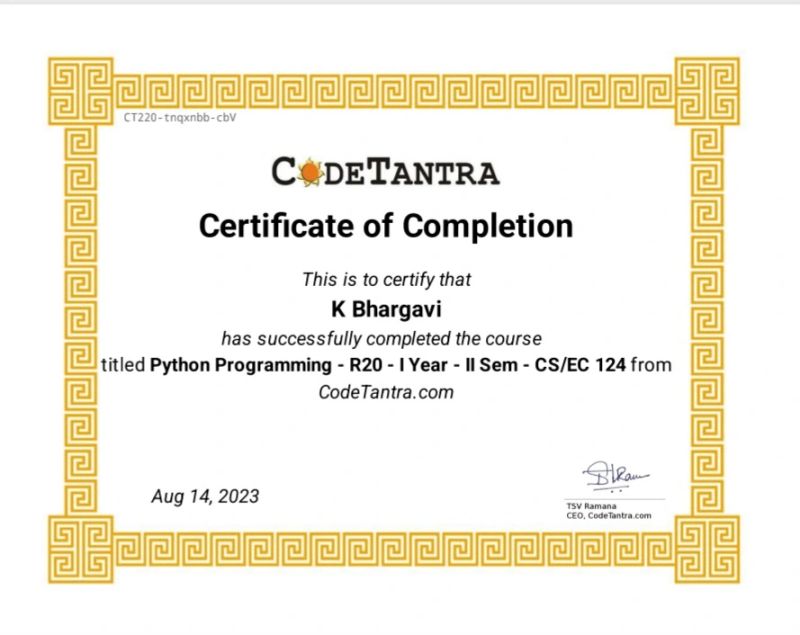 CT220-tnqxnbb-cbV
CODETANTRA
Certificate of Completion
This is to certify that
K Bhargavi
has successfully completed the course
titled Python Programming - R20 - I Year - II Sem - CS/EC 124 from
CodeTantra.com
Aug 14, 2023
TSV Ramana
CEO, CodeTantra.com